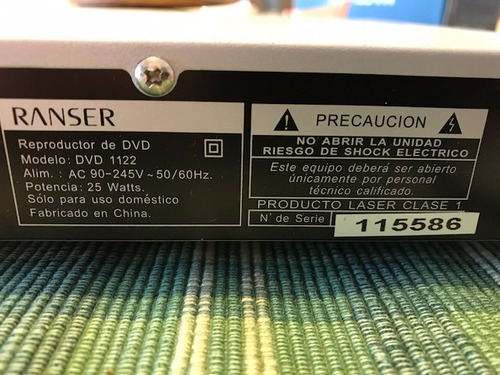 RANSER
Reproductor de DVD
Modelo: DVD 1122
Alim. : AC 90-245V ~ 50/60Hz.
Potencia: 25 Watts.
Sólo para uso doméstico
Fabricado en China.
PRECAUCION
NO ABRIR LA UNIDAD
RIESGO DE SHOCK ELECTRICO
Este equipo deberá ser abierto
únicamente por personal
técnico calificado.
PRODUCTO LASER CLASE 1
N° de Serie
115586